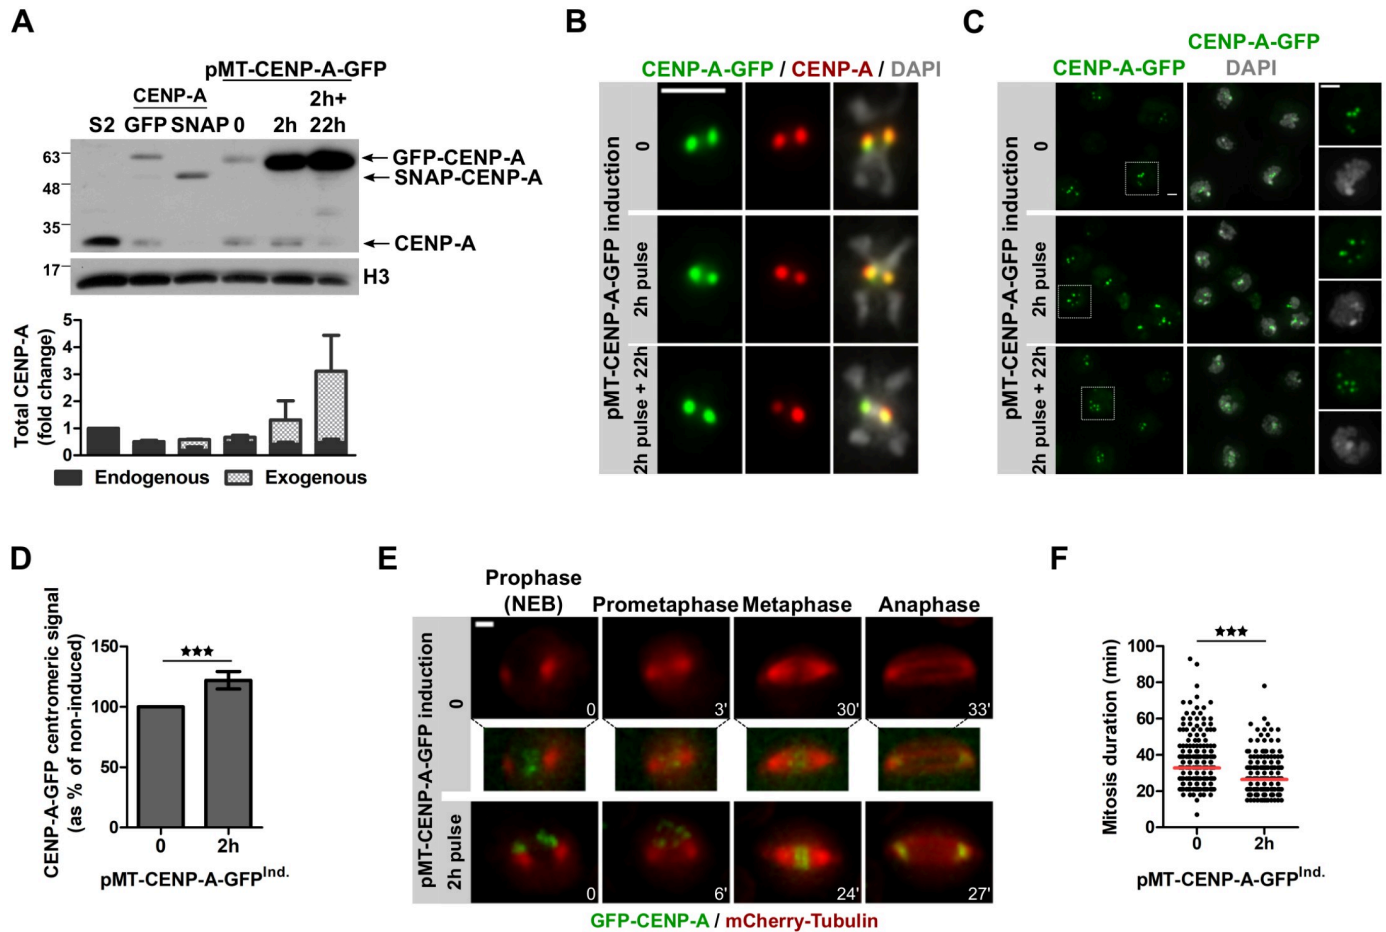 A
pMT-CENP-A-GFP
CENP-A
2h+
S2 GFP SNAP 0 2h 22h
63
48
35
17
GFP-CENP-A
SNAP-CENP-A
CENP-A
H3
Total CENP-A
(fold change)
5
4
3
2
1
0
Endogenous Exogenous
B
CENP-A-GFP / CENP-A / DAPI
pMT-CENP-A-GFP induction
0
2h pulse
2h pulse + 22h
C
CENP-A-GFP
CENP-A-GFP
DAPI
pMT-CENP-A-GFP induction
0
2h pulse
2h pulse + 22h
D
CENP-A-GFP centromeric signal
(as % of non-induced)
150
100
50
0
★★★
0 2h
pMT-CENP-A-GFPInd.
E
Prophase
(NEB) Prometaphase Metaphase Anaphase
pMT-CENP-A-GFP induction
0
2h pulse
0 3' 30' 33'
0 6' 24' 27'
GFP-CENP-A / mCherry-Tubulin
F
Mitosis duration (min)
100
80
60
40
20
0
★★★
0 2h
pMT-CENP-A-GFPInd.